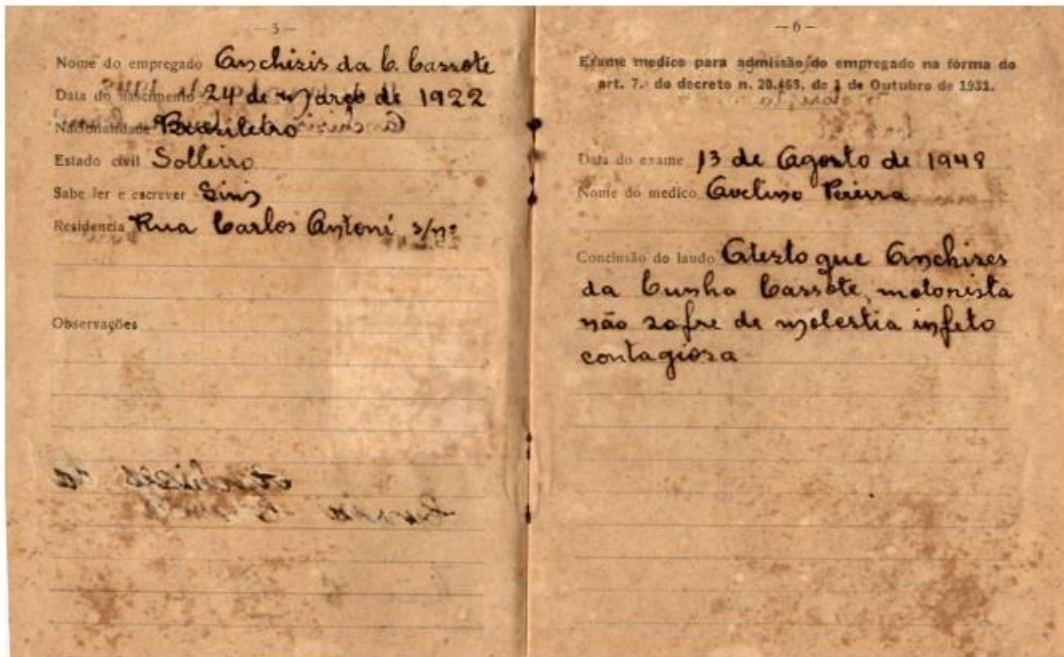 — 5 —
Nome do empregado Anchizis da C. Cassote
Data do nascimento 24 de Março de 1922
Nacionalidade Brasileiro
Estado civil Solteiro
Sabe ler e escrever Sim
Residencia Rua Carlos Antoni s/nº
Observações
— 6 —
Exame medico para admissão do empregado na forma do
art. 7.º do decreto n. 20.465, de 1 de Outubro de 1931.
Data do exame 13 de Agosto de 1948
Nome do medico Avelino Pereira
Conclusão do laudo Atesto que Anchizes
da Cunha Cassote, motorista
não sofre de molestia infeto
contagiosa